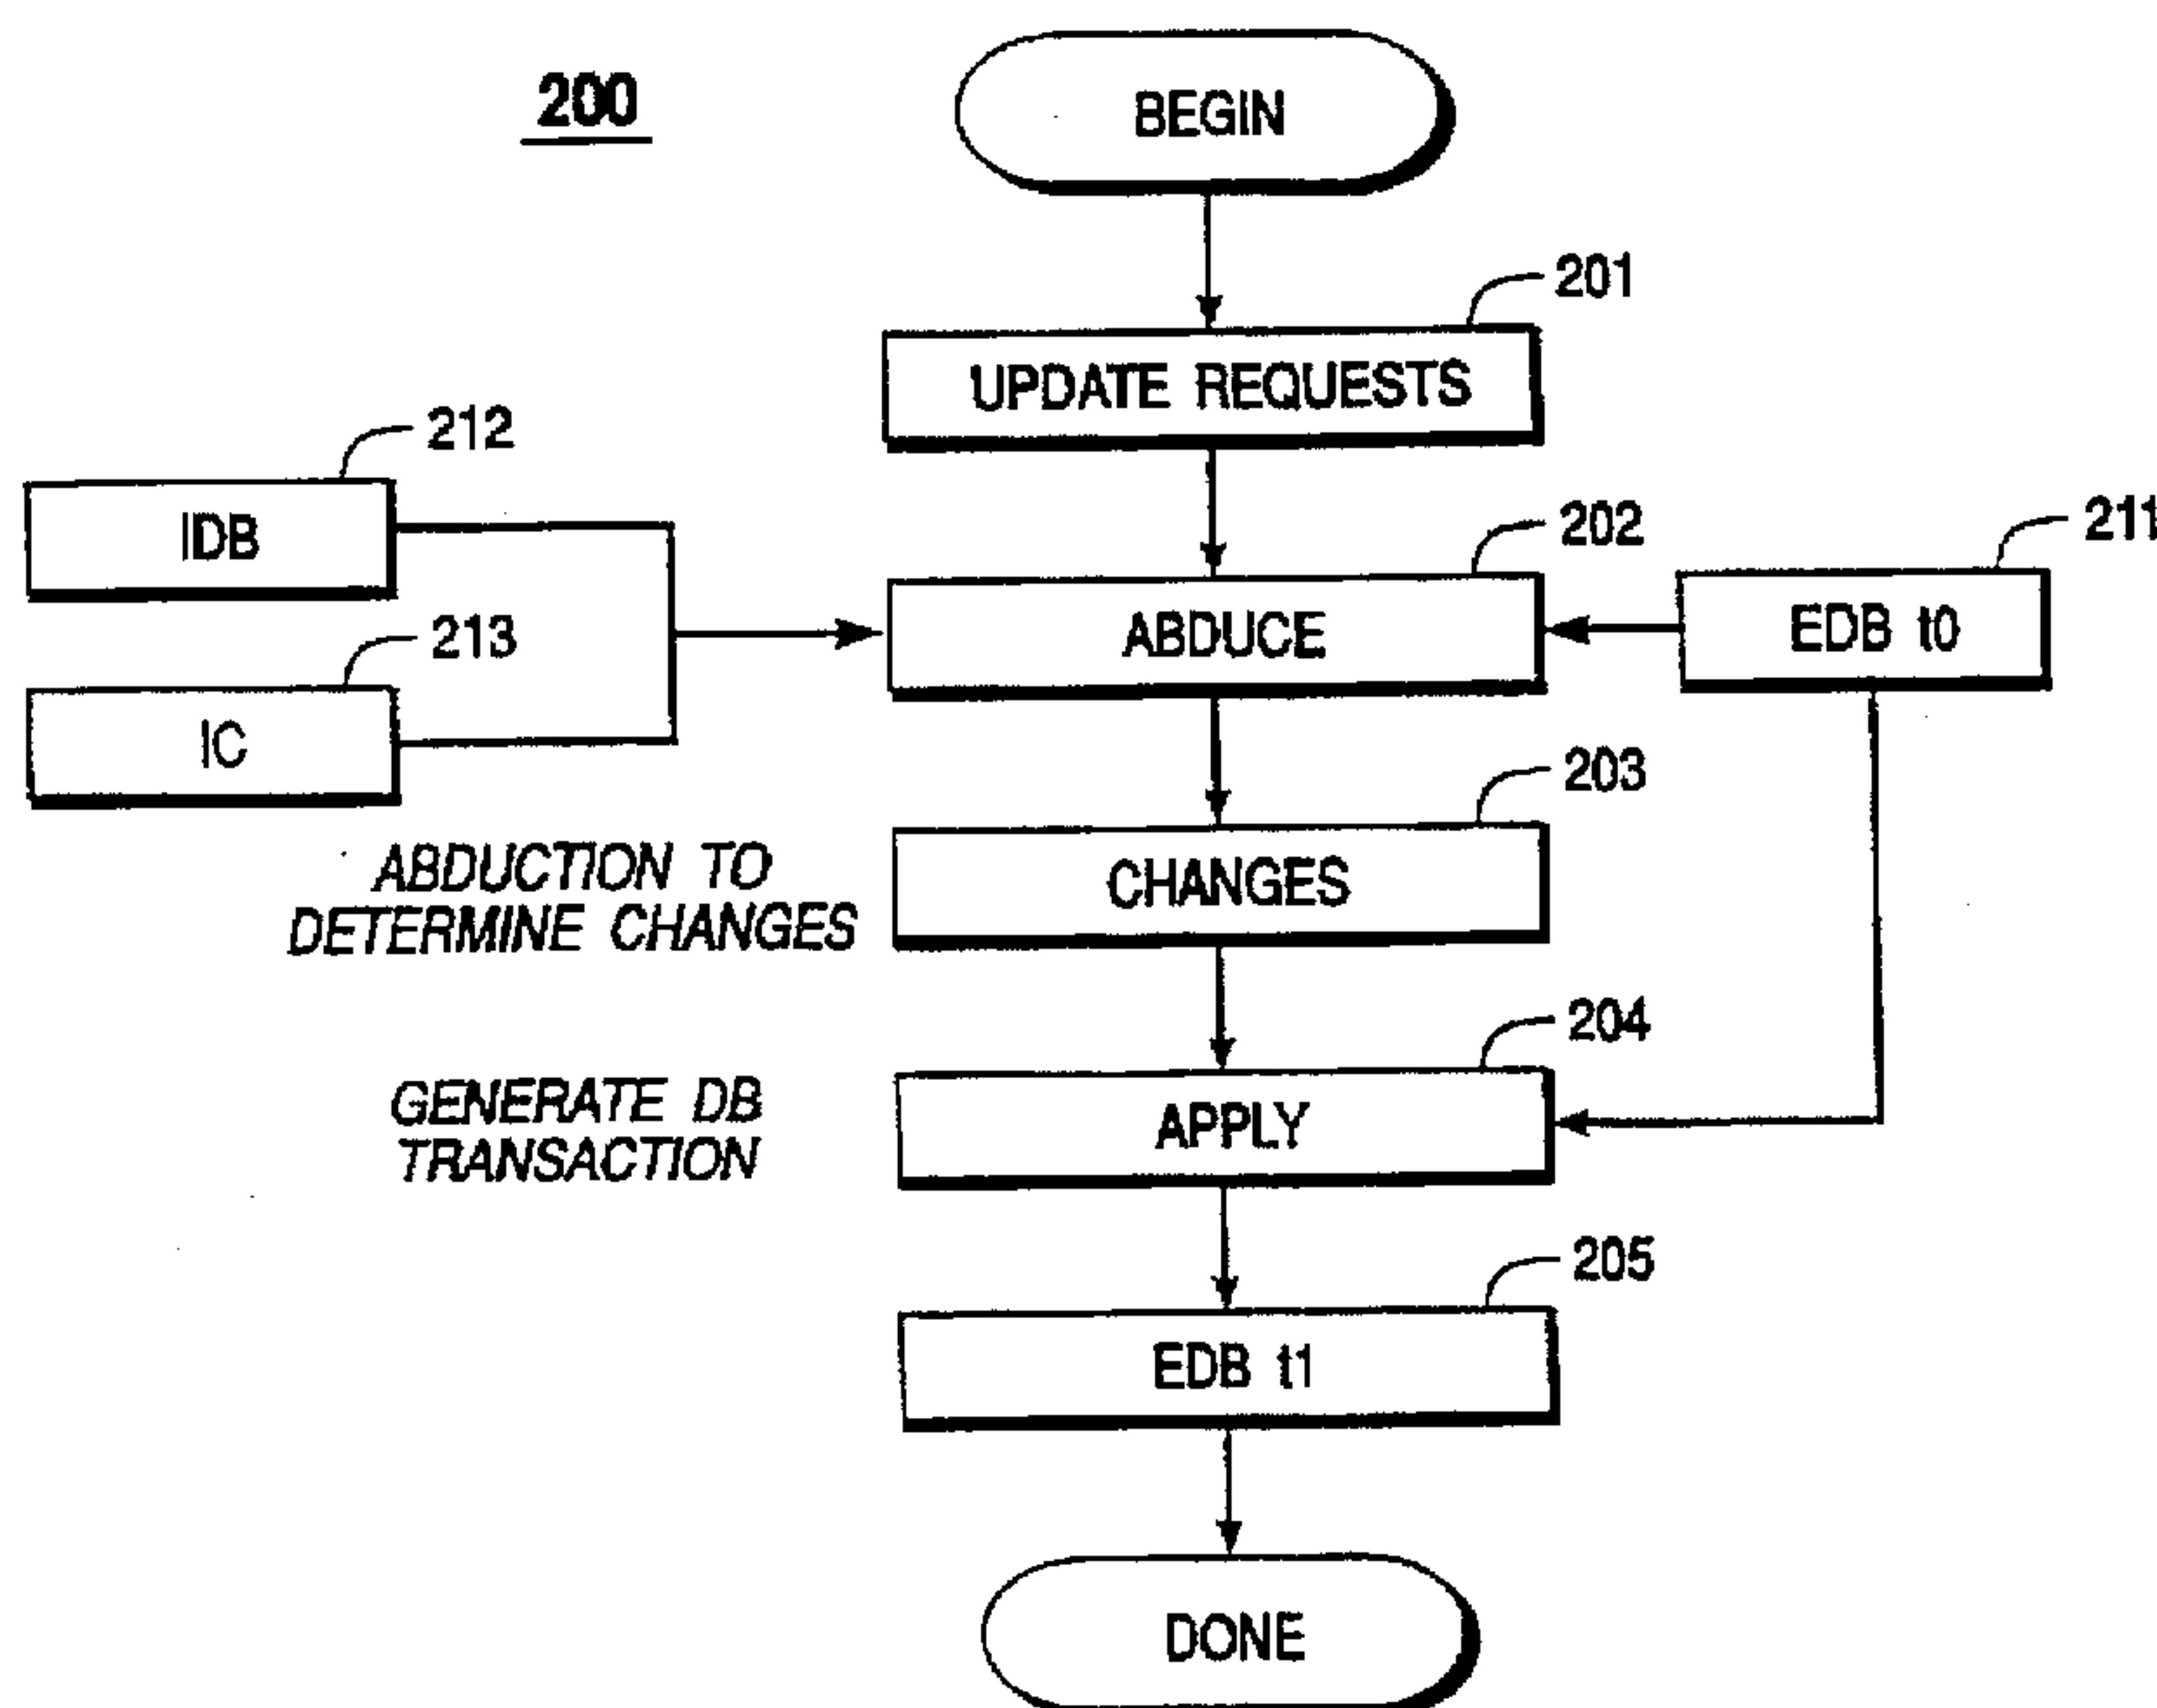 200
BEGIN
201
UPDATE REQUESTS
212
IDB
202
ABDUCE
211
EDB t0
213
IC
203
CHANGES
ABDUCTION TO
DETERMINE CHANGES
204
APPLY
GENERATE DB
TRANSACTION
205
EDB t1
DONE